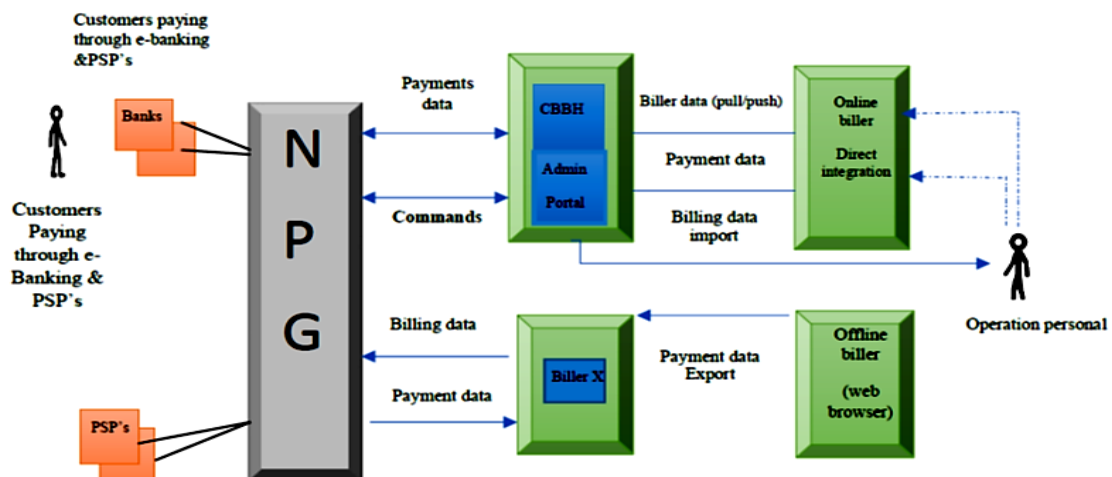 Customers paying
through e-banking
&PSP's
Banks
Customers
Paying
through e-
Banking &
PSP's
PSP's
N
P
G
Payments
data
Commands
Billing data
Payment data
CBBH
Admin
Portal
Biller X
Biller data (pull/push)
Payment data
Billing data
import
Payment data
Export
Online
biller
Direct
integration
Offline
biller
(web
browser)
Operation personal